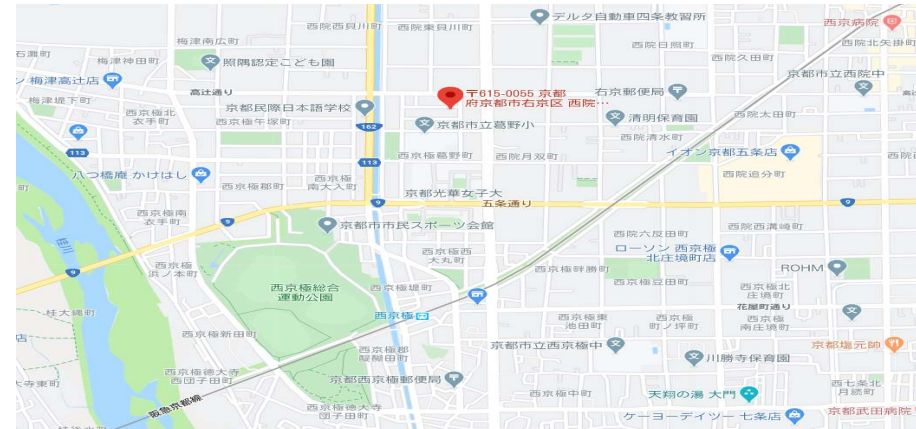 西院西貝川町
西院東貝川町
デルタ自動車四条教習所
西京病院
梅津南広町
西院日照町
西院久田町
西院北矢掛町
石灘町
梅津神田町
照隅認定こども園
京都市立西院中
梅津高辻店
高辻通り
〒615-0055 京都
府京都市右京区 西院…
右京郵便局
梅津堤下町
京都民際日本語学校
西京極北
衣手町
西京極午塚町
162
京都市立葛野小
清明保育園
西院太田町
西院清水町
113
113
西京極葛野町
西院月双町
イオン京都五条店
八つ橋庵 かけはし
西京極郡町
西京極
南大入町
西院追分町
京都光華女子大
五条通り
9
9
9
9
西京極南
衣手町
京都市市民スポーツ会館
西院六反田町
西院西溝崎町
桂川
西京極
浜ノ本町
西京極西
大丸町
ローソン 西京極
北庄境町店
西京極畔勝町
ROHM
西京極総合
運動公園
西京極堤町
西京極豆田町
西京極北
庄境町
花屋町通り
桂大縄町
西京極
西京極東
池田町
西京極
町ノ坪町
西京極
南庄境町
西京極新田町
店
京都市立西京極中
川勝寺保育園
京都塩元帥
西京極郡
醍醐田町
西京極徳大寺
団子田町
京都西京極郵便局
西京極中町
天翔の湯 大門
西七条北
月読町
阪急京都線
西京極徳大寺
団子田町
ケーヨーデイツー 七条店
京都武田病院